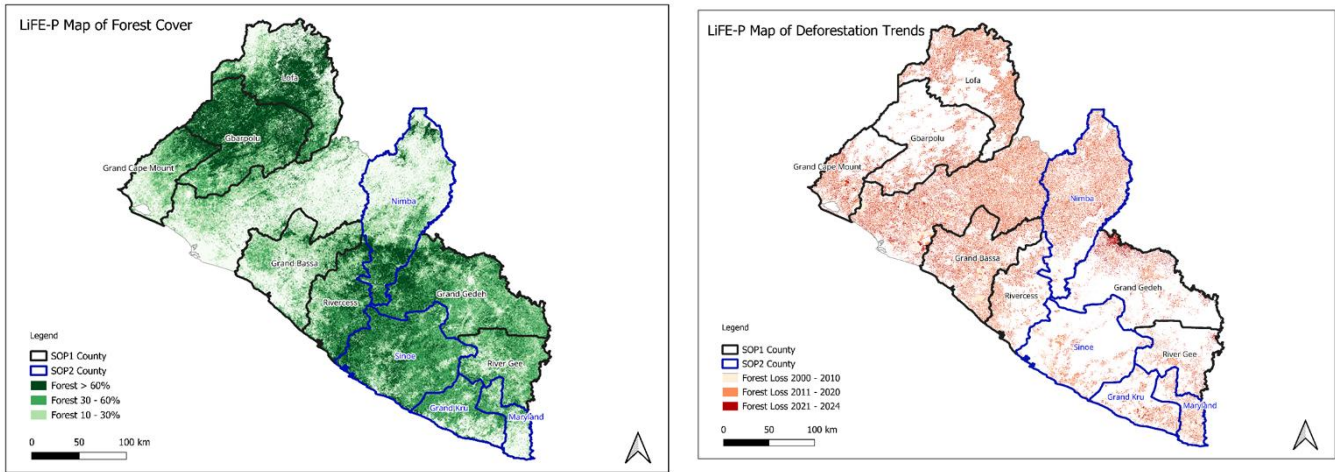 LiFE-P Map of Forest Cover
Lofa
Gbarpolu
Grand Cape Mount
Nimba
Grand Bassa
Rivercess
Grand Gedeh
Sinoe
River Gee
Grand Kru
Maryland
Legend
SOP1 County
SOP2 County
Forest > 60%
Forest 30 - 60%
Forest 10 - 30%
0 50 100 km
LiFE-P Map of Deforestation Trends
Lofa
Gbarpolu
Grand Cape Mount
Nimba
Grand Bassa
Rivercess
Grand Gedeh
Sinoe
River Gee
Grand Kru
Maryland
Legend
SOP1 County
SOP2 County
Forest Loss 2000 - 2010
Forest Loss 2011 - 2020
Forest Loss 2021 - 2024
0 50 100 km